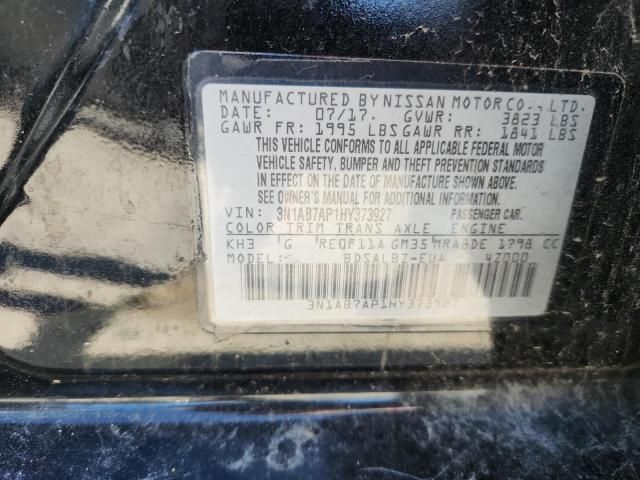 MANUFACTURED BY NISSAN MOTOR CO., LTD.
DATE: 07/17. GVWR: 3823 LBS
GAWR FR: 1995 LBS GAWR RR: 1841 LBS
THIS VEHICLE CONFORMS TO ALL APPLICABLE FEDERAL MOTOR
VEHICLE SAFETY, BUMPER AND THEFT PREVENTION STANDARDS
IN EFFECT ON THE DATE OF MANUFACTURE SHOWN ABOVE.
SEE OWNER'S MANUAL FOR ADDITIONAL INFORMATION.
VIN: 3N1AB7AP1HY373927 PASSENGER CAR.
COLOR TRIM TRANS AXLE ENGINE
KH3 G RE0F11A GM35 MRA8DE 1798 CC
MODEL: BDSALBZ-EUA 4Z000
3N1AB7AP1HY373927